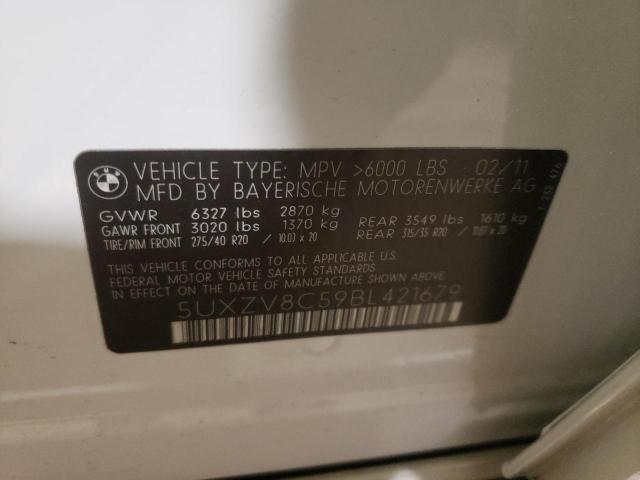 BMW
VEHICLE TYPE: MPV >6000 LBS 02/11
MFD BY BAYERISCHE MOTORENWERKE AG
GVWR 6327 lbs 2870 kg
GAWR FRONT 3020 lbs 1370 kg REAR 3549 lbs 1610 kg
TIRE/RIM FRONT 275/40 R20 // 10.0J x 20 REAR 315/35 R20 // 11.0J x 20
THIS VEHICLE CONFORMS TO ALL APPLICABLE U.S.
FEDERAL MOTOR VEHICLE SAFETY STANDARDS
IN EFFECT ON THE DATE OF MANUFACTURE SHOWN ABOVE.
5UXZV8C59BL421679